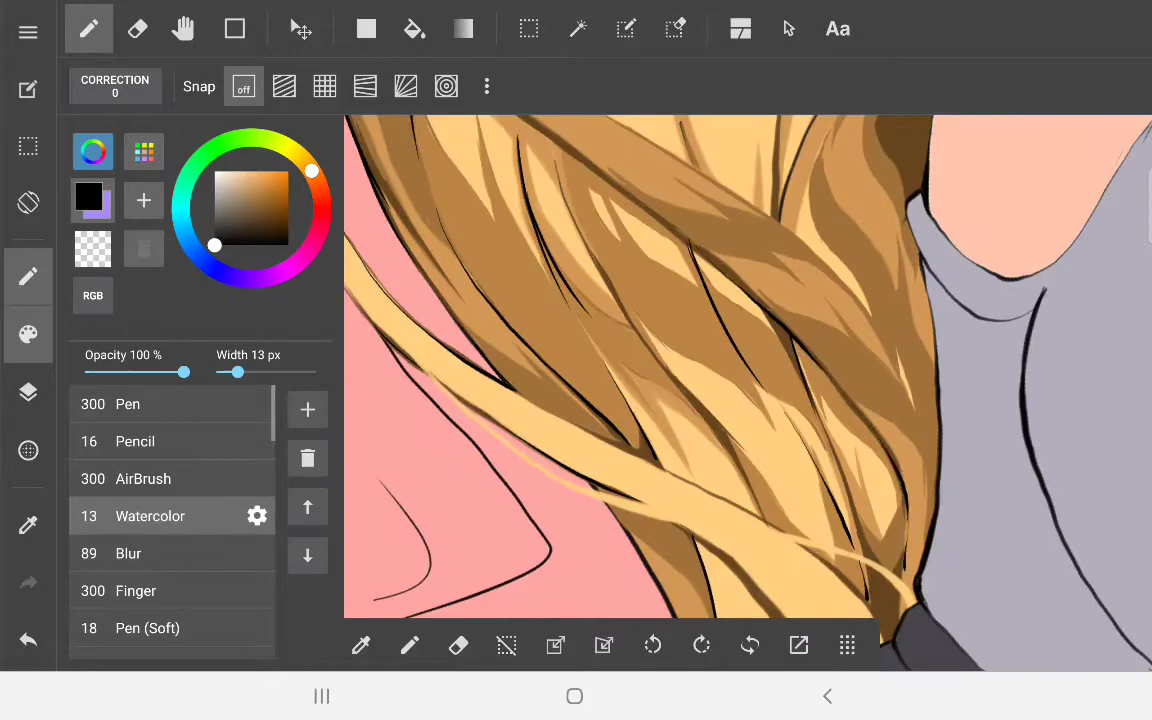 Aa
CORRECTION
0
Snap
off
RGB
Opacity 100 %
Width 13 px
300 Pen
16 Pencil
300 AirBrush
13 Watercolor
89 Blur
300 Finger
18 Pen (Soft)